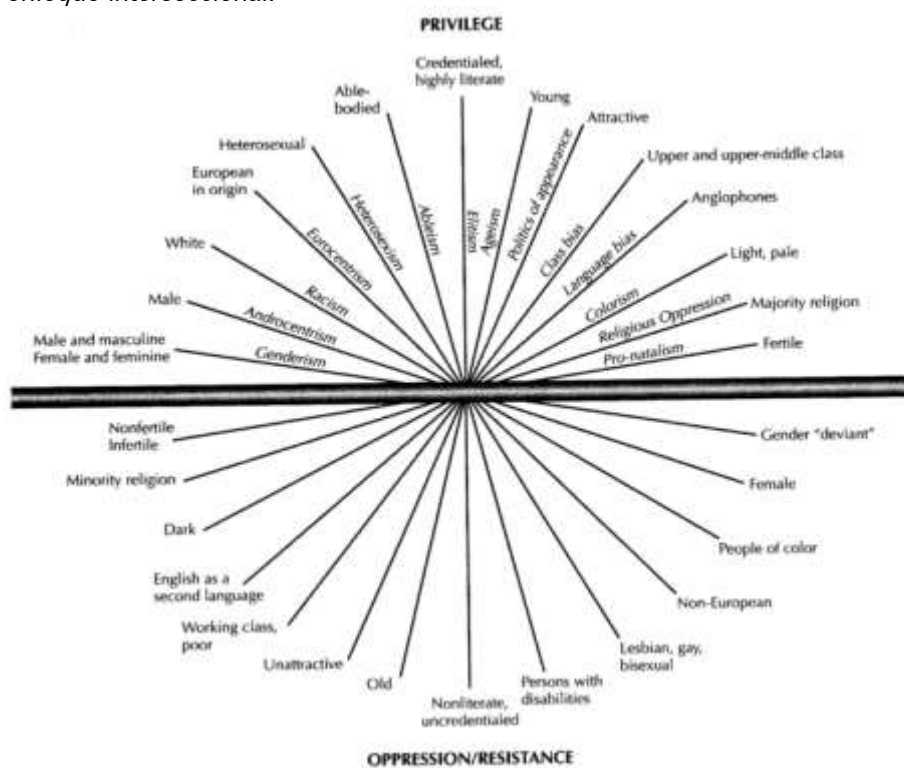 enfoque interseccional.
PRIVILEGE
Credentialed,
highly literate
Able-
bodied
Young
Attractive
Heterosexual
Upper and upper-middle class
European
in origin
Anglophones
White
Light, pale
Male
Majority religion
Male and masculine
Female and feminine
Fertile
Genderism
Androcentrism
Racism
Eurocentrism
Heterosexism
Ableism
Elitism
Ageism
Politics of appearance
Class bias
Language bias
Colorism
Religious Oppression
Pro-natalism
Nonfertile
Infertile
Gender "deviant"
Minority religion
Female
Dark
People of color
English as a
second language
Non-European
Working class,
poor
Lesbian, gay,
bisexual
Unattractive
Old
Persons with
disabilities
Nonliterate,
uncredentialed
OPPRESSION/RESISTANCE